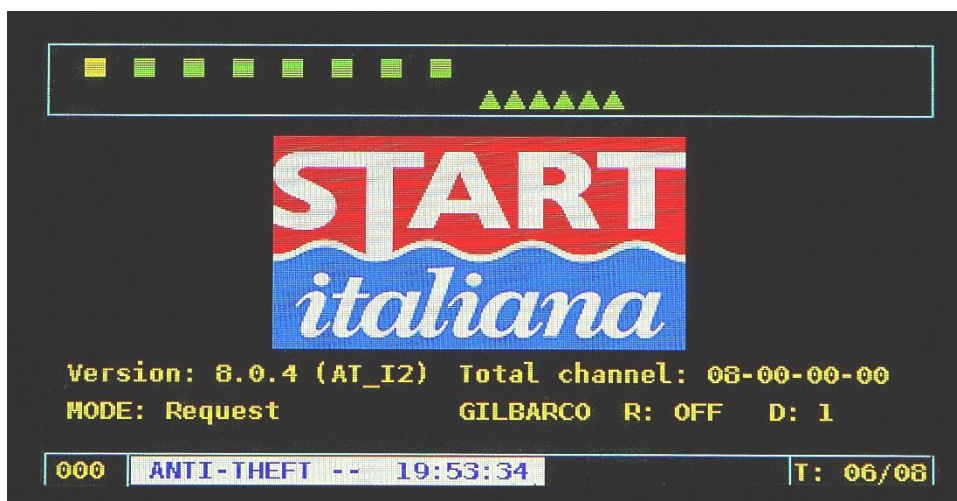 START
italiana
Version: 8.0.4 (AT_I2) Total channel: 08-00-00-00
MODE: Request GILBARCO R: OFF D: 1
000 ANTI-THEFT -- 19:53:34 T: 06/08